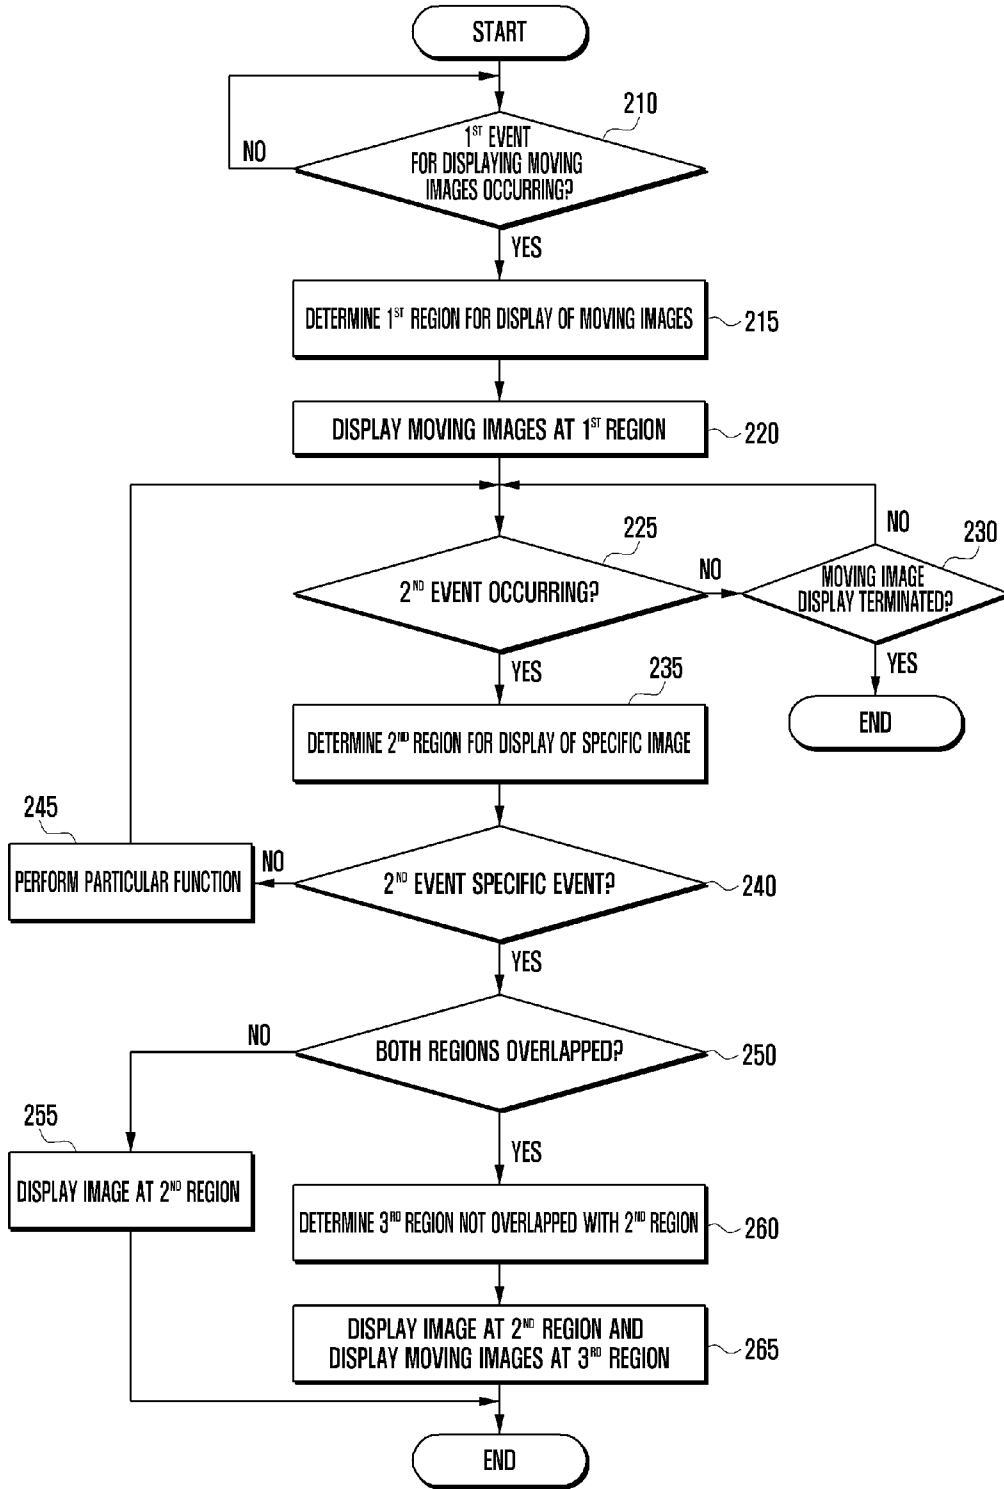 START
210
1ST EVENT
FOR DISPLAYING MOVING
IMAGES OCCURRING?
NO
YES
DETERMINE 1ST REGION FOR DISPLAY OF MOVING IMAGES
215
DISPLAY MOVING IMAGES AT 1ST REGION
220
225
2ND EVENT OCCURRING?
NO
NO
230
MOVING IMAGE
DISPLAY TERMINATED?
YES
YES
END
235
DETERMINE 2ND REGION FOR DISPLAY OF SPECIFIC IMAGE
245
PERFORM PARTICULAR FUNCTION
NO
2ND EVENT SPECIFIC EVENT?
240
YES
NO
BOTH REGIONS OVERLAPPED?
250
255
DISPLAY IMAGE AT 2ND REGION
YES
DETERMINE 3RD REGION NOT OVERLAPPED WITH 2ND REGION
260
DISPLAY IMAGE AT 2ND REGION AND
DISPLAY MOVING IMAGES AT 3RD REGION
265
END